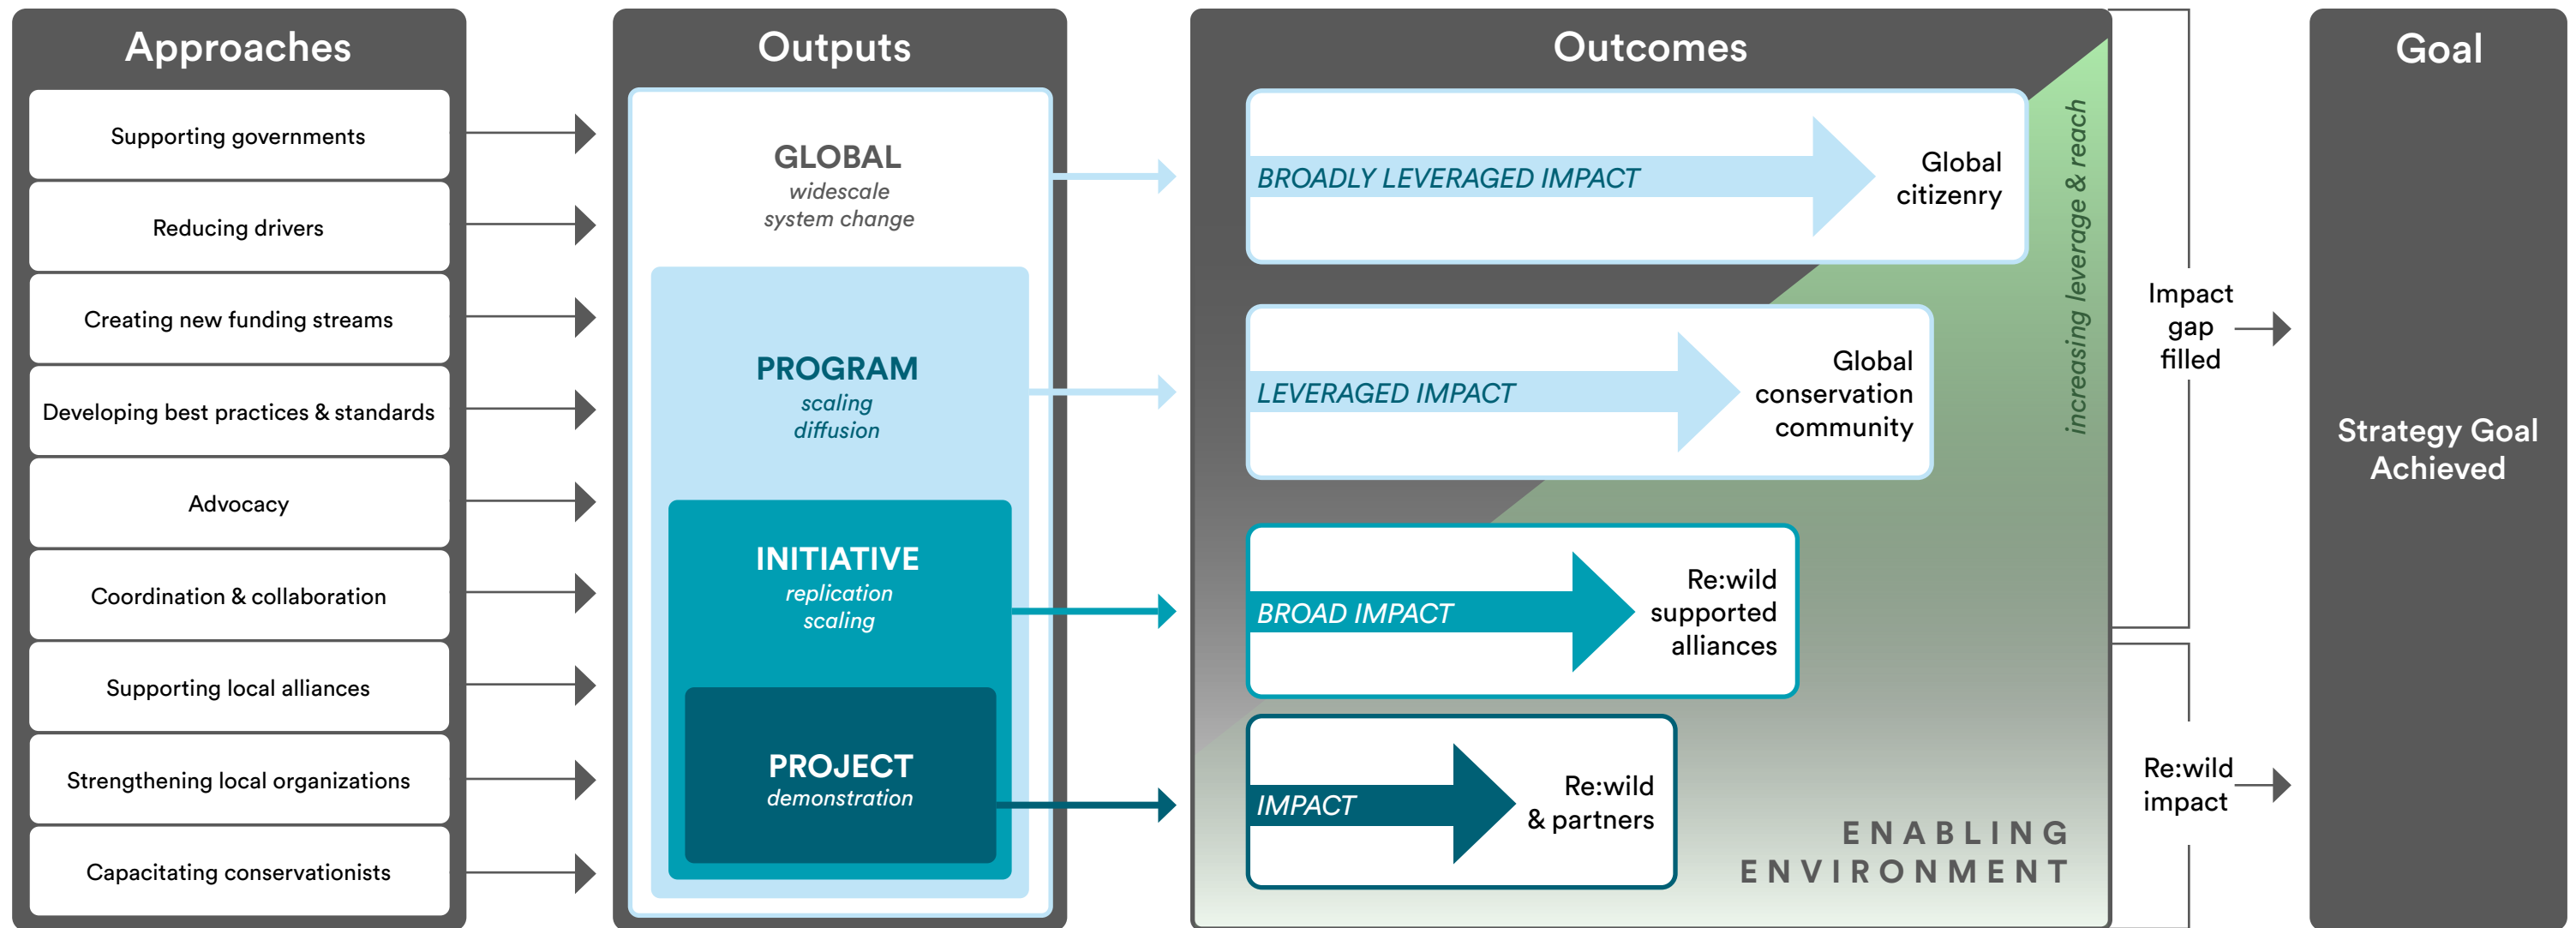 Approaches
Supporting governments
Reducing drivers
Creating new funding streams
Developing best practices & standards
Advocacy
Coordination & collaboration
Supporting local alliances
Strengthening local organizations
Capacitating conservationists
Outputs
GLOBAL
widescale
system change
PROGRAM
scaling
diffusion
INITIATIVE
replication
scaling
PROJECT
demonstration
Outcomes
BROADLY LEVERAGED IMPACT
Global
citizenry
LEVERAGED IMPACT
Global
conservation
community
BROAD IMPACT
Re:wild
supported
alliances
IMPACT
Re:wild
& partners
increasing leverage & reach
ENABLING
ENVIRONMENT
Impact
gap
filled
Re:wild
impact
Goal
Strategy Goal
Achieved